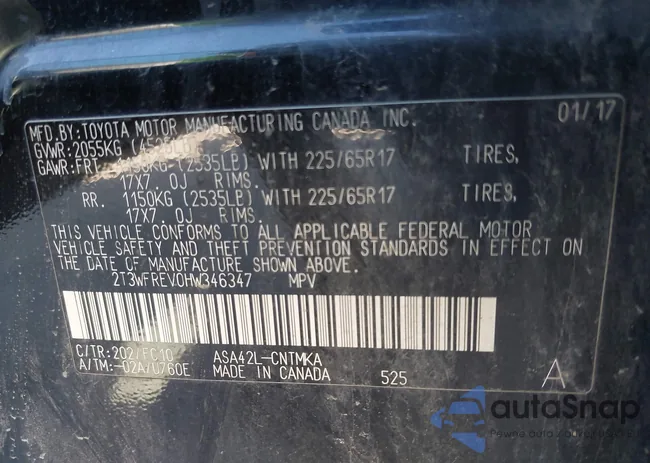 MFD.BY:TOYOTA MOTOR MANUFACTURING CANADA INC. 01/17
GVWR:2055KG
GAWR:FRT. 1150KG (2535LB) WITH 225/65R17 TIRES,
17X7.0J RIMS.
RR. 1150KG (2535LB) WITH 225/65R17 TIRES,
17X7.0J RIMS.
THIS VEHICLE CONFORMS TO ALL APPLICABLE FEDERAL MOTOR
VEHICLE SAFETY AND THEFT PREVENTION STANDARDS IN EFFECT ON
THE DATE OF MANUFACTURE SHOWN ABOVE.
2T3WFREV0HW346347 MPV
C/TR:202/FC10 ASA42L-CNTMKA
A/TM:-02A/U760E MADE IN CANADA 525 A
autoSnap